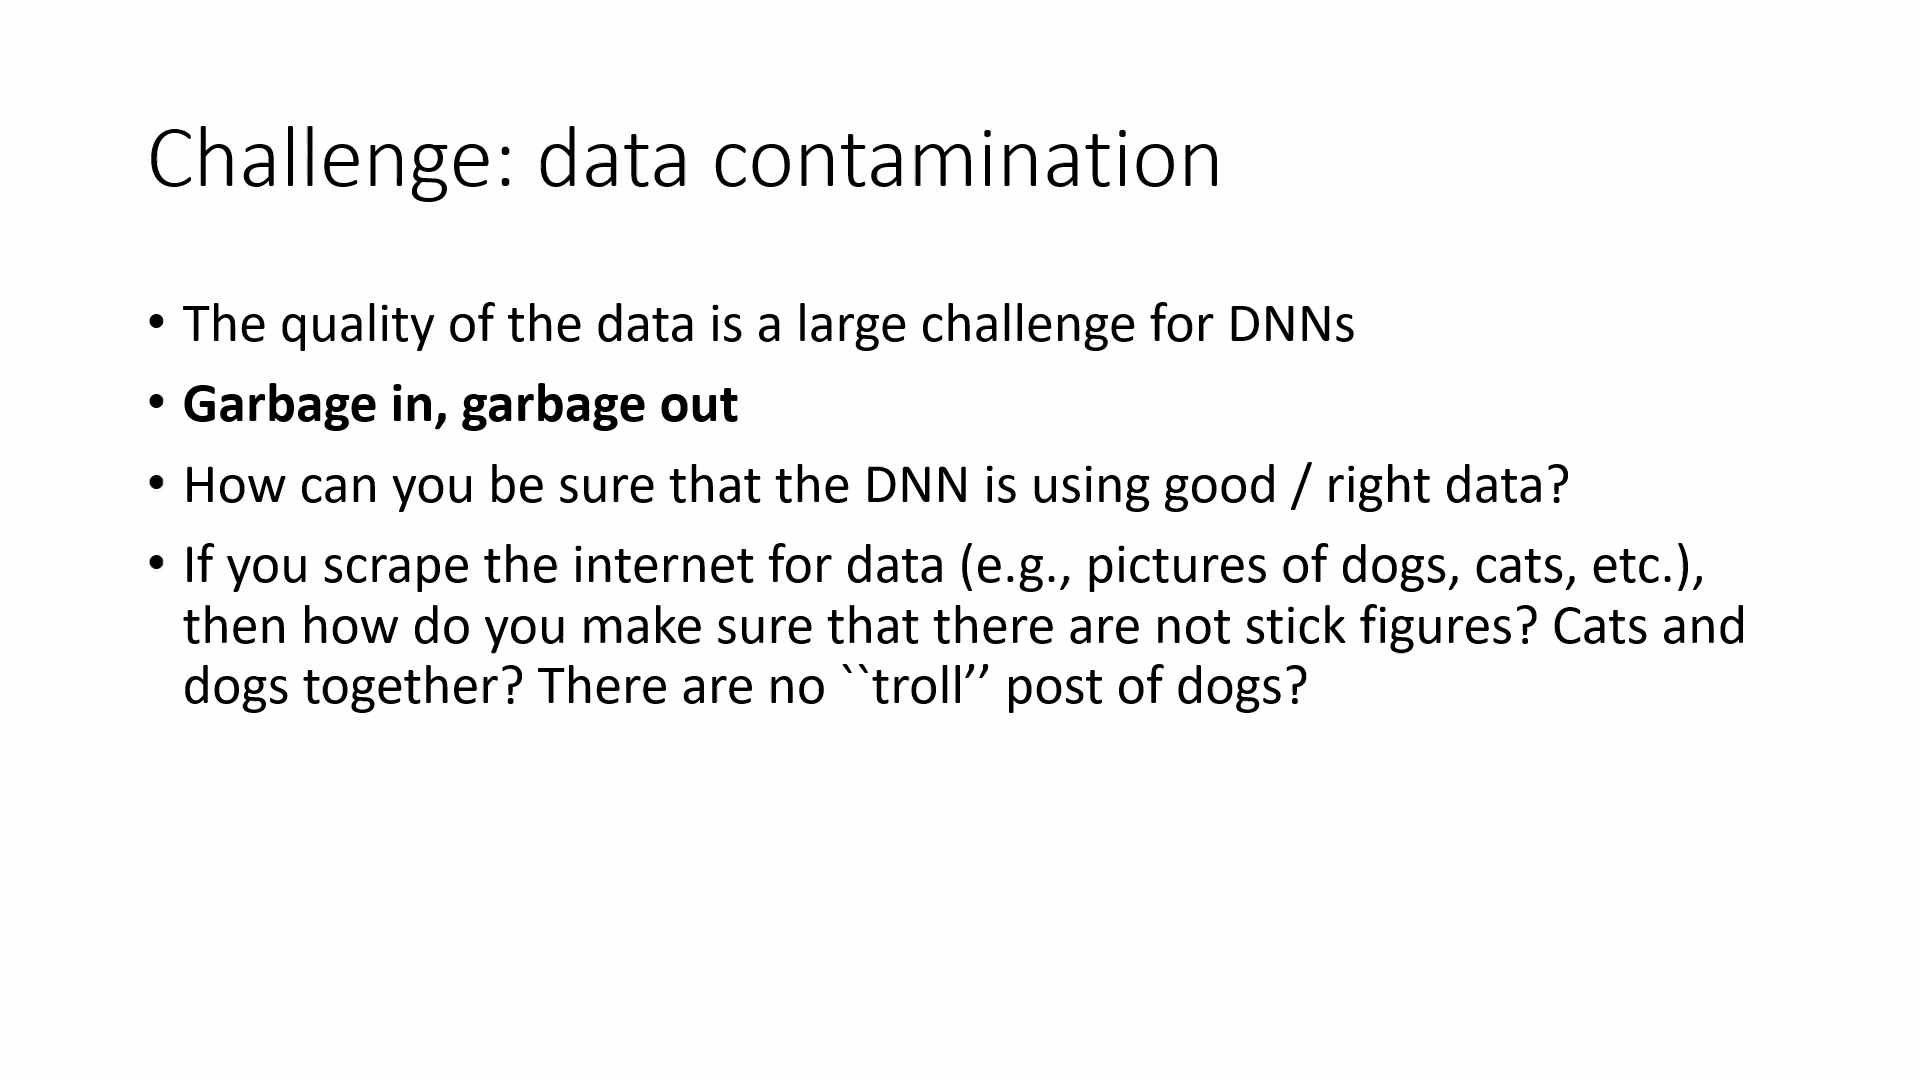 Challenge: data contamination
• The quality of the data is a large challenge for DNNs
• Garbage in, garbage out
• How can you be sure that the DNN is using good / right data?
• If you scrape the internet for data (e.g., pictures of dogs, cats, etc.),
then how do you make sure that there are not stick figures? Cats and
dogs together? There are no ``troll’’ post of dogs?